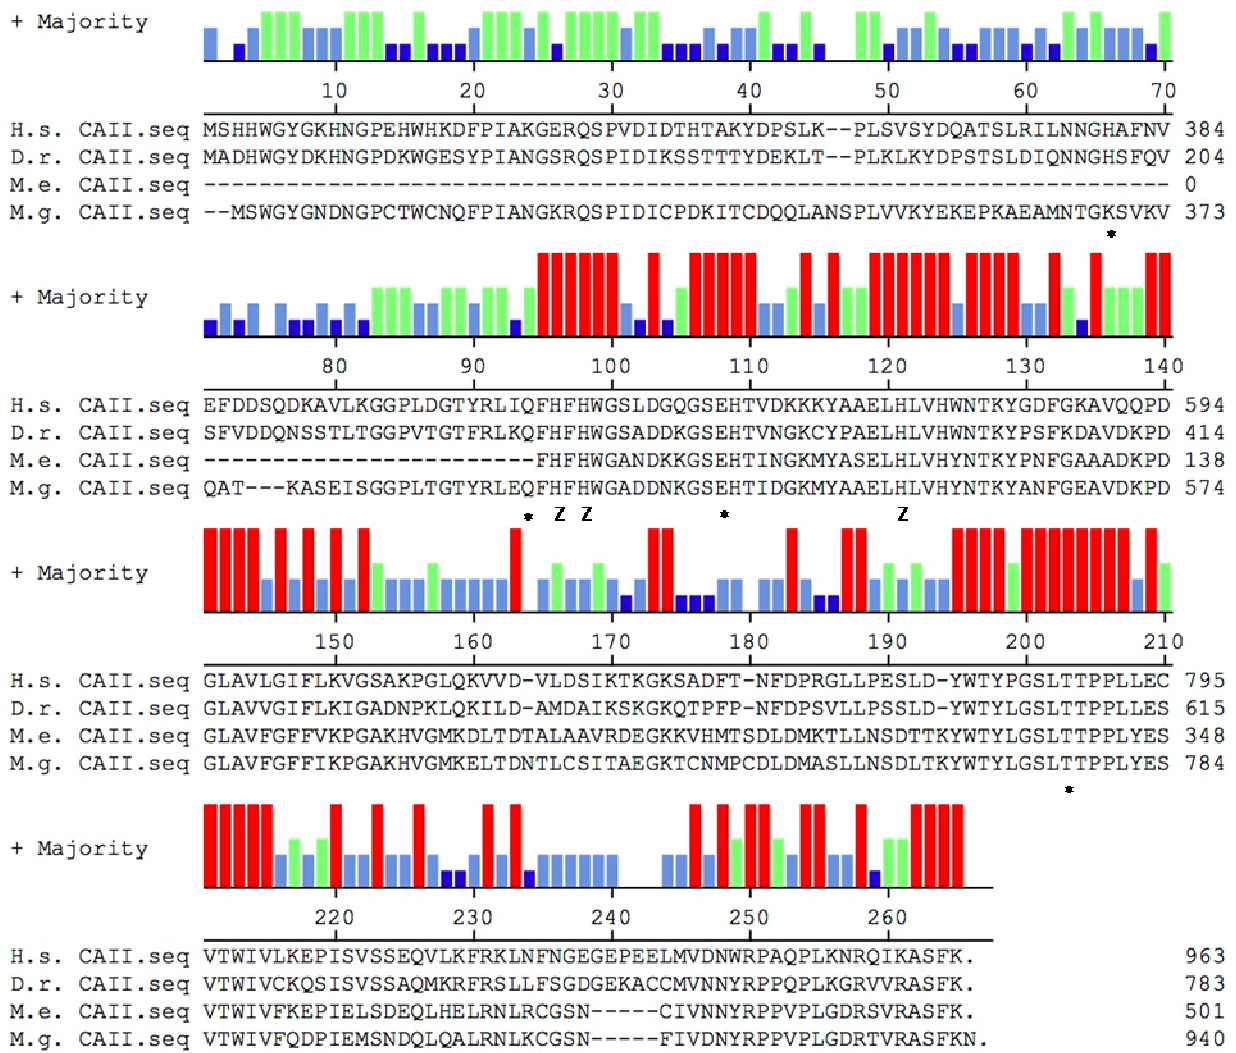 + Majority
10 20 30 40 50 60 70
H.s. CAII.seq MSHHWGYGKHNGPEHWHKDFPIAKGERQSPVDIDTHTAKYDPSLK--PLSVSYDQATSLRILNNGHAFNV 384
D.r. CAII.seq MADHWGYDKHNGPDKWGESYPIANGSRQSPIDIKSSTTTYDEKLT--PLKLKYDPSTSLDIQNNGHSFQV 204
M.e. CAII.seq ---------------------------------------------------------------------- 0
M.g. CAII.seq --MSWGYGNDNGPCTWCNQFPIANGKRQSPIDICPDKITCDQQLANSPLVVKYEKEPKAEAMNTGKSVKV 373
*
+ Majority
80 90 100 110 120 130 140
H.s. CAII.seq EFDDSQDKAVLKGGPLDGTYRLIQFHFHWGSLDGQGSEHTVDKKKYAAELHLVHWNTKYGDFGKAVQQPD 594
D.r. CAII.seq SFVDDQNSSTLTGGPVTGTFRLKQFHFHWGSADDKGSEHTVNGKCYPAELHLVHWNTKYPSFKDAVDKPD 414
M.e. CAII.seq ------------------------FHFHWGANDKKGSEHTINGKMYASELHLVHYNTKYPNFGAAADKPD 138
M.g. CAII.seq QAT---KASEISGGPLTGTYRLEQFHFHWGADDNKGSEHTIDGKMYAAELHLVHYNTKYANFGEAVDKPD 574
* Z Z * Z
+ Majority
150 160 170 180 190 200 210
H.s. CAII.seq GLAVLGIFLKVGSAKPGLQKVVD-VLDSIKTKGKSADFT-NFDPRGLLPESLD-YWTYPGSLTTPPLLEC 795
D.r. CAII.seq GLAVVGIFLKIGADNPKLQKILD-AMDAIKSKGKQTPFP-NFDPSVLLPSSLD-YWTYLGSLTTPPLLES 615
M.e. CAII.seq GLAVFGFFVKPGAKHVGMKDLTDTALAAVRDEGKKVHMTSDLDMKTLLNSDTTKYWTYLGSLTTPPLYES 348
M.g. CAII.seq GLAVFGFFIKPGAKHVGMKELTDNTLCSITAEGKTCNMPCDLDMASLLNSDLTKYWTYLGSLTTPPLYES 784
*
+ Majority
220 230 240 250 260
H.s. CAII.seq VTWIVLKEPISVSSEQVLKFRKLNFNGEGEPEELMVDNWRPAQPLKNRQIKASFK. 963
D.r. CAII.seq VTWIVCKQSISVSSAQMKRFRSLLFSGDGEKACCMVNNYRPPQPLKGRVVRASFK. 783
M.e. CAII.seq VTWIVFKEPIELSDEQLHELRNLRCGSN-----CIVNNYRPPVPLGDRSVRASFK. 501
M.g. CAII.seq VTWIVFQDPIEMSNDQLQALRNLKCGSN-----FIVDNYRPPVPLGDRTVRASFKN. 940